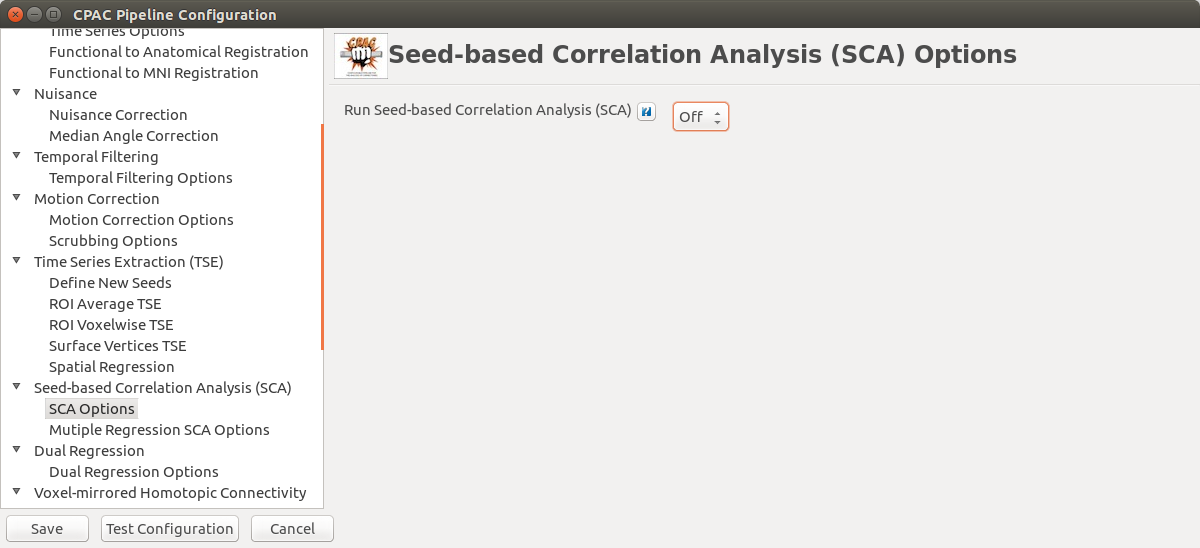 CPAC Pipeline Configuration
Time Series Options
Functional to Anatomical Registration
Functional to MNI Registration
Nuisance
Nuisance Correction
Median Angle Correction
Temporal Filtering
Temporal Filtering Options
Motion Correction
Motion Correction Options
Scrubbing Options
Time Series Extraction (TSE)
Define New Seeds
ROI Average TSE
ROI Voxelwise TSE
Surface Vertices TSE
Spatial Regression
Seed-based Correlation Analysis (SCA)
SCA Options
Mutiple Regression SCA Options
Dual Regression
Dual Regression Options
Voxel-mirrored Homotopic Connectivity
Save Test Configuration Cancel
CPAC
Seed-based Correlation Analysis (SCA) Options
Run Seed-based Correlation Analysis (SCA) ? Off